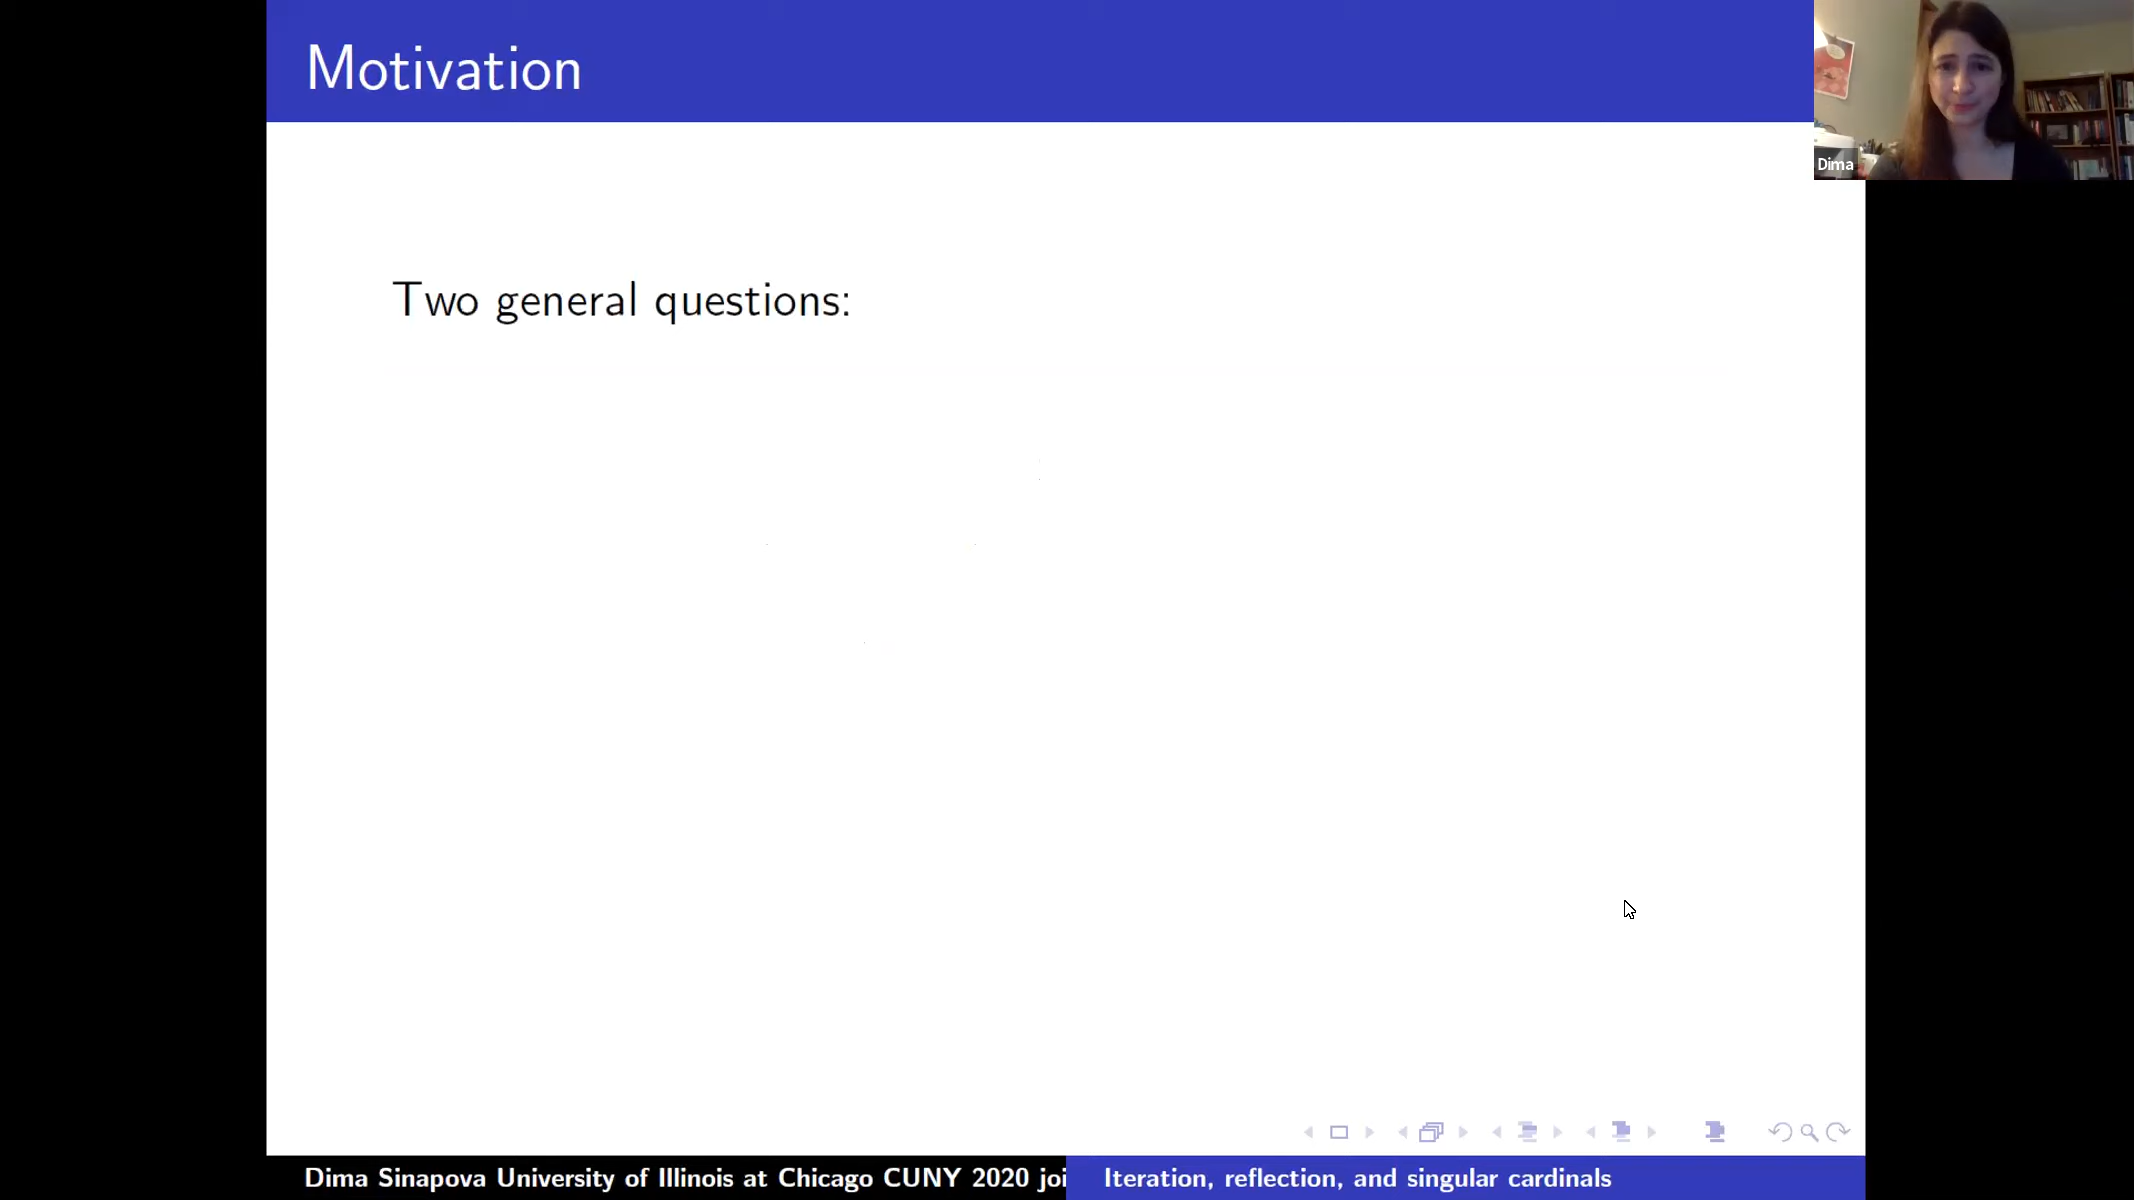 Motivation
Dima
Two general questions:
Dima Sinapova University of Illinois at Chicago CUNY 2020 joi
Iteration, reflection, and singular cardinals